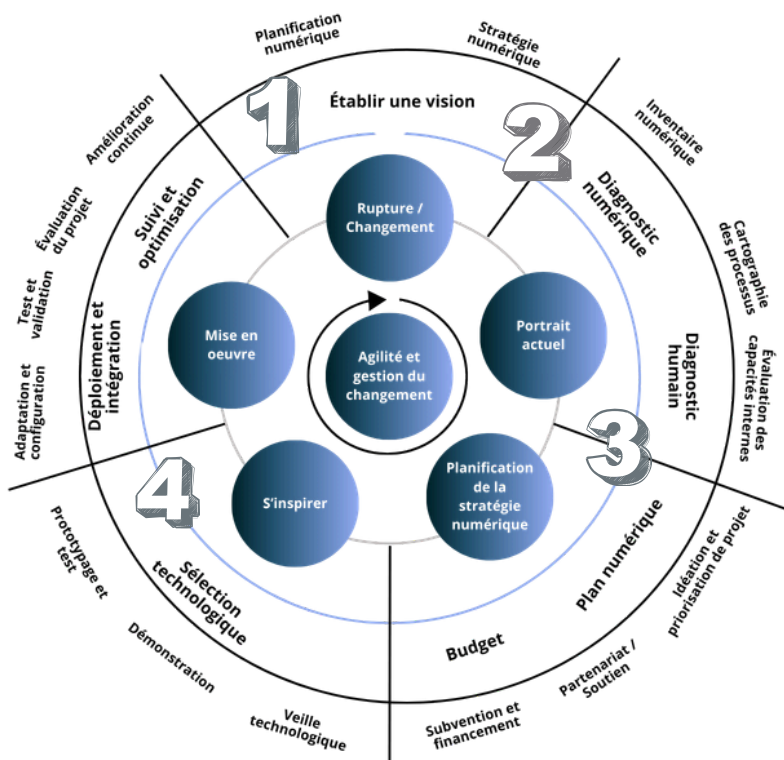 Planification
numérique
Stratégie
numérique
1
Établir une vision
2
Inventaire
numérique
Amélioration
continue
Évaluation
du projet
Test et
validation
Adaptation et
configuration
Suivi et
optimisation
Déploiement et
intégration
Diagnostic
numérique
Diagnostic
humain
Cartographie
des processus
Évaluation des
capacités internes
Rupture /
Changement
Mise en
oeuvre
Portrait
actuel
Agilité et
gestion du
changement
S'inspirer
Planification
de la
stratégie
numérique
3
4
Sélection
technologique
Budget
Plan numérique
Prototypage et
test
Démonstration
Veille
technologique
Subvention et
financement
Partenariat /
Soutien
Idéation et
priorisation de projet